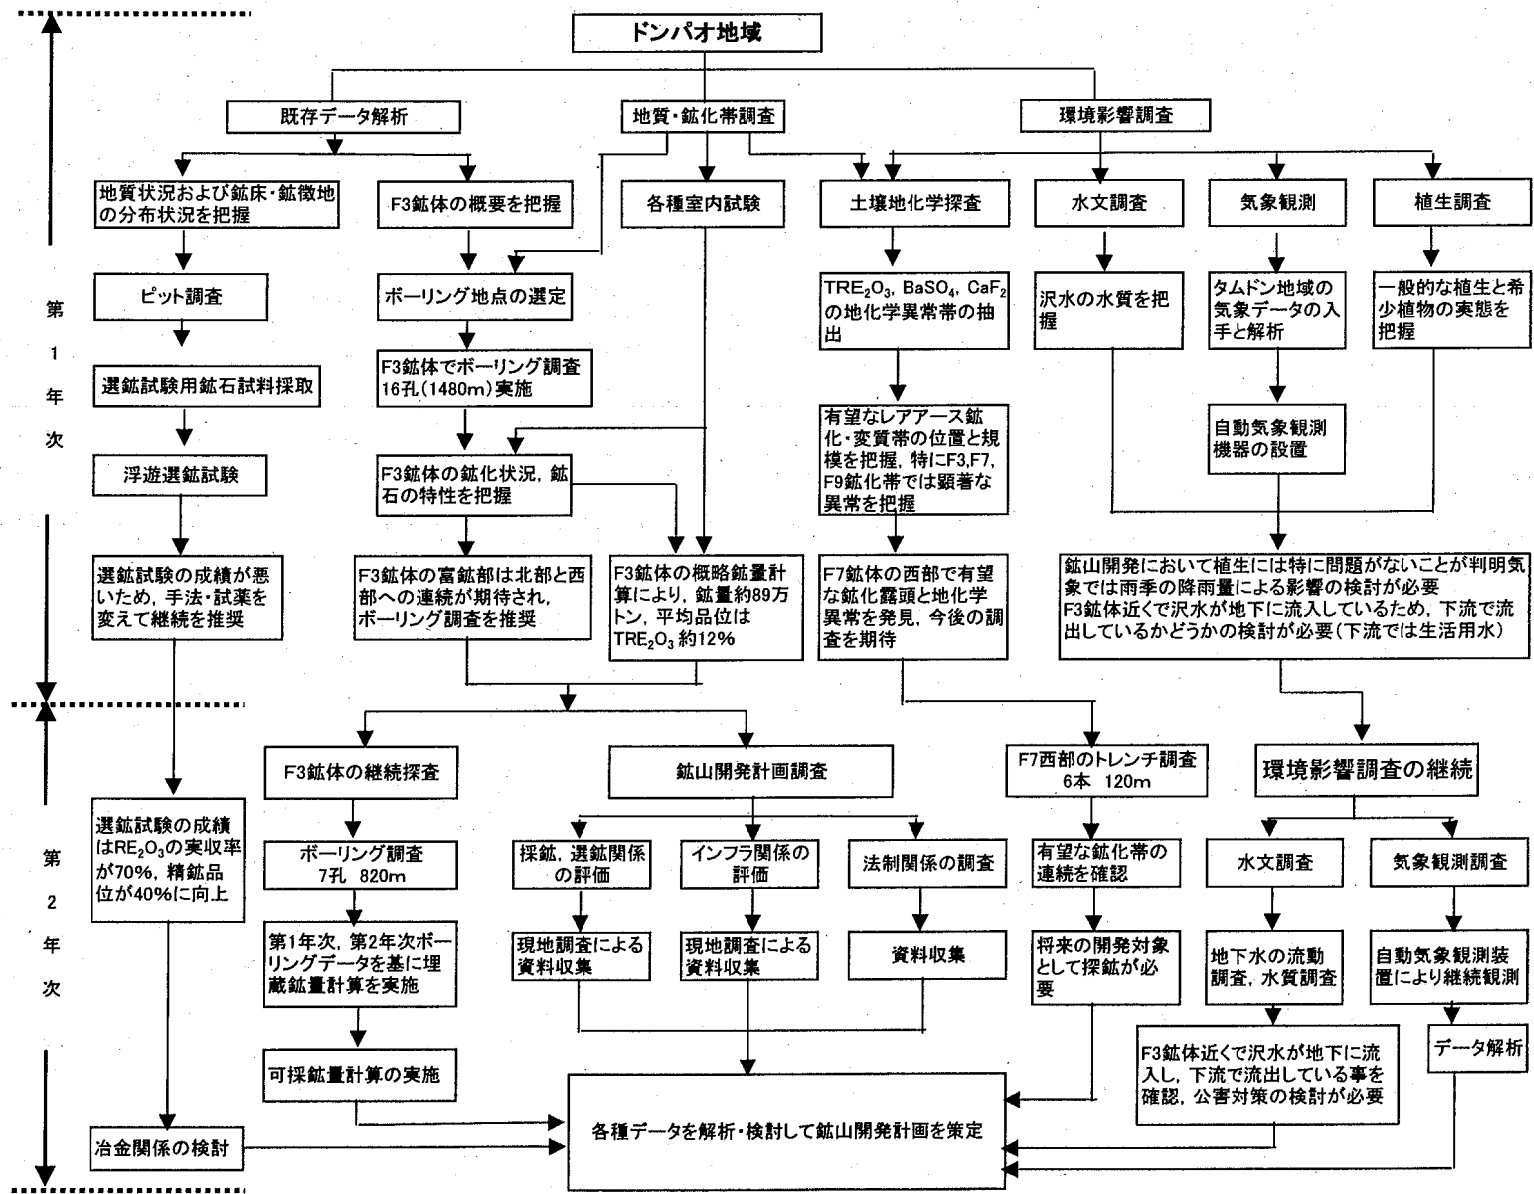 ドンパオ地域
既存データ解析
地質・鉱化帯調査
環境影響調査
地質状況および鉱床・鉱徴地
の分布状況を把握
F3鉱体の概要を把握
各種室内試験
土壌地化学探査
水文調査
気象観測
植生調査
ピット調査
ボーリング地点の選定
TRE₂O₃, BaSO₄, CaF₂
の地化学異常帯の抽
出
沢水の水質を把
握
タムドン地域の
気象データの入
手と解析
一般的な植生と希
少植物の実態を
把握
第
1
年
次
選鉱試験用鉱石試料採取
F3鉱体でボーリング調査
16孔(1480m)実施
有望なレアアース鉱
化・変質帯の位置と規
模を把握, 特にF3,F7,
F9鉱化帯では顕著な
異常を把握
自動気象観測
機器の設置
浮遊選鉱試験
F3鉱体の鉱化状況, 鉱
石の特性を把握
選鉱試験の成績が悪
いため, 手法・試薬を
変えて継続を推奨
F3鉱体の富鉱部は北部と西
部への連続が期待され,
ボーリング調査を推奨
F3鉱体の概略鉱量計
算により, 鉱量約89万
トン, 平均品位は
TRE₂O₃ 約12%
F7鉱体の西部で有望
な鉱化露頭と地化学
異常を発見, 今後の調
査を期待
鉱山開発において植生には特に問題がないことが判明気
象では雨季の降雨量による影響の検討が必要
F3鉱体近くで沢水が地下に流入しているため, 下流で流
出しているかどうかの検討が必要(下流では生活用水)
第
2
年
次
F3鉱体の継続探査
鉱山開発計画調査
F7西部のトレンチ調査
6本 120m
環境影響調査の継続
選鉱試験の成績
はRE₂O₃の実収率
が70%, 精鉱品
位が40%に向上
ボーリング調査
7孔 820m
採鉱、選鉱関係
の評価
インフラ関係の
評価
法制関係の調査
有望な鉱化帯の
連続を確認
水文調査
気象観測調査
第1年次, 第2年次ボー
リングデータを基に埋
蔵鉱量計算を実施
現地調査による
資料収集
現地調査による
資料収集
資料収集
将来の開発対象
として探鉱が必
要
地下水の流動
調査, 水質調査
自動気象観測装
置により継続観測
可採鉱量計算の実施
F3鉱体近くで沢水が地下に流
入し, 下流で流出している事を
確認, 公害対策の検討が必要
データ解析
冶金関係の検討
各種データを解析・検討して鉱山開発計画を策定